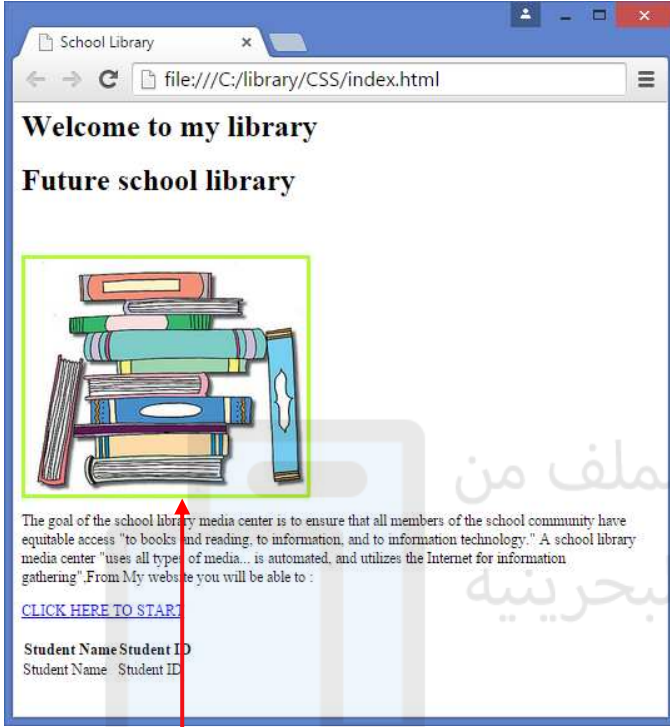 School Library
file:///C:/library/CSS/index.html
Welcome to my library
Future school library
The goal of the school library media center is to ensure that all members of the school community have
equitable access "to books and reading, to information, and to information technology." A school library
media center "uses all types of media... is automated, and utilizes the Internet for information
gathering",From My website you will be able to :
CLICK HERE TO START
Student Name Student ID
Student Name Student ID
ملف من
بحرينية